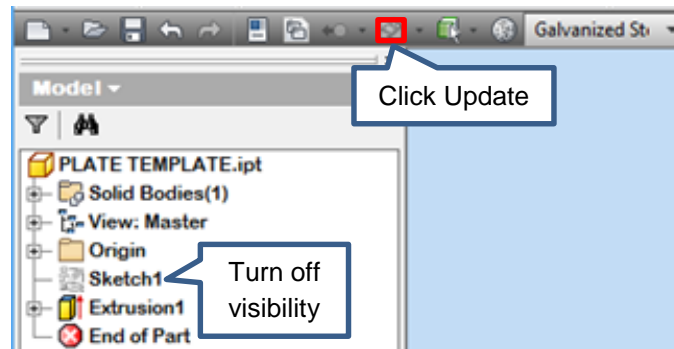 Galvanized St
Click Update
Model
PLATE TEMPLATE.ipt
Solid Bodies(1)
View: Master
Origin
Sketch1
Turn off
visibility
Extrusion1
End of Part